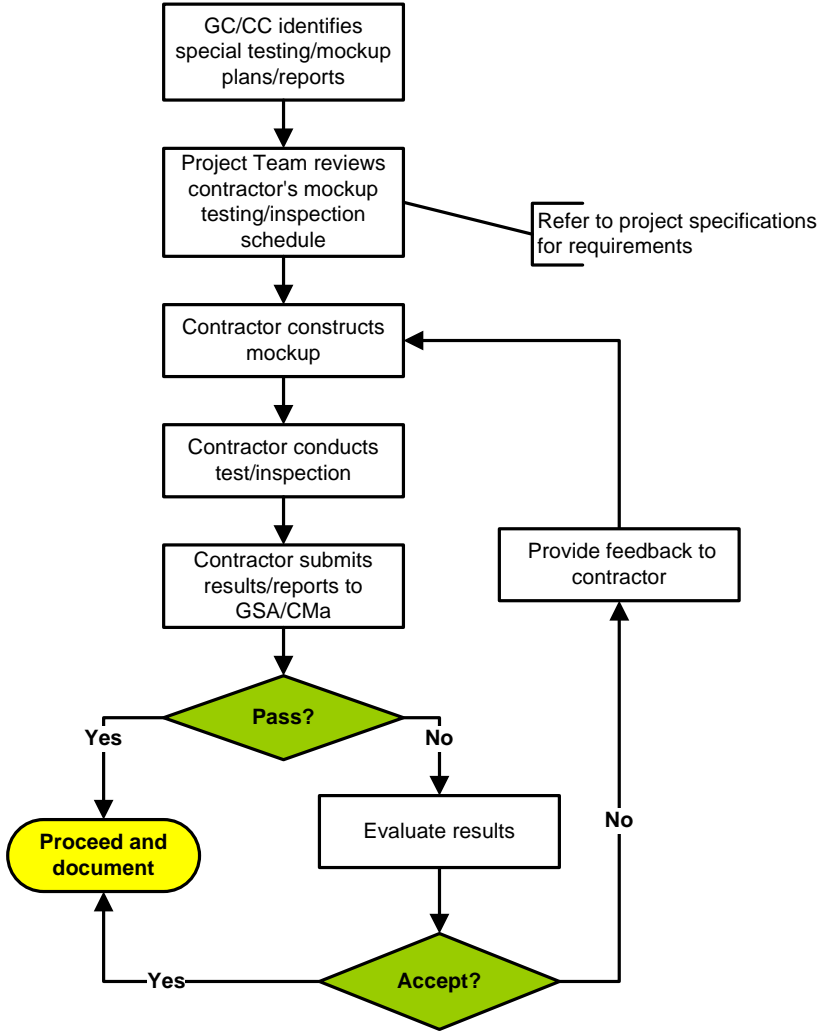 GC/CC identifies
special testing/mockup
plans/reports
Project Team reviews
contractor's mockup
testing/inspection
schedule
Refer to project specifications
for requirements
Contractor constructs
mockup
Contractor conducts
test/inspection
Contractor submits
results/reports to
GSA/CMa
Provide feedback to
contractor
Pass?
Yes
No
Proceed and
document
Evaluate results
No
Accept?
Yes